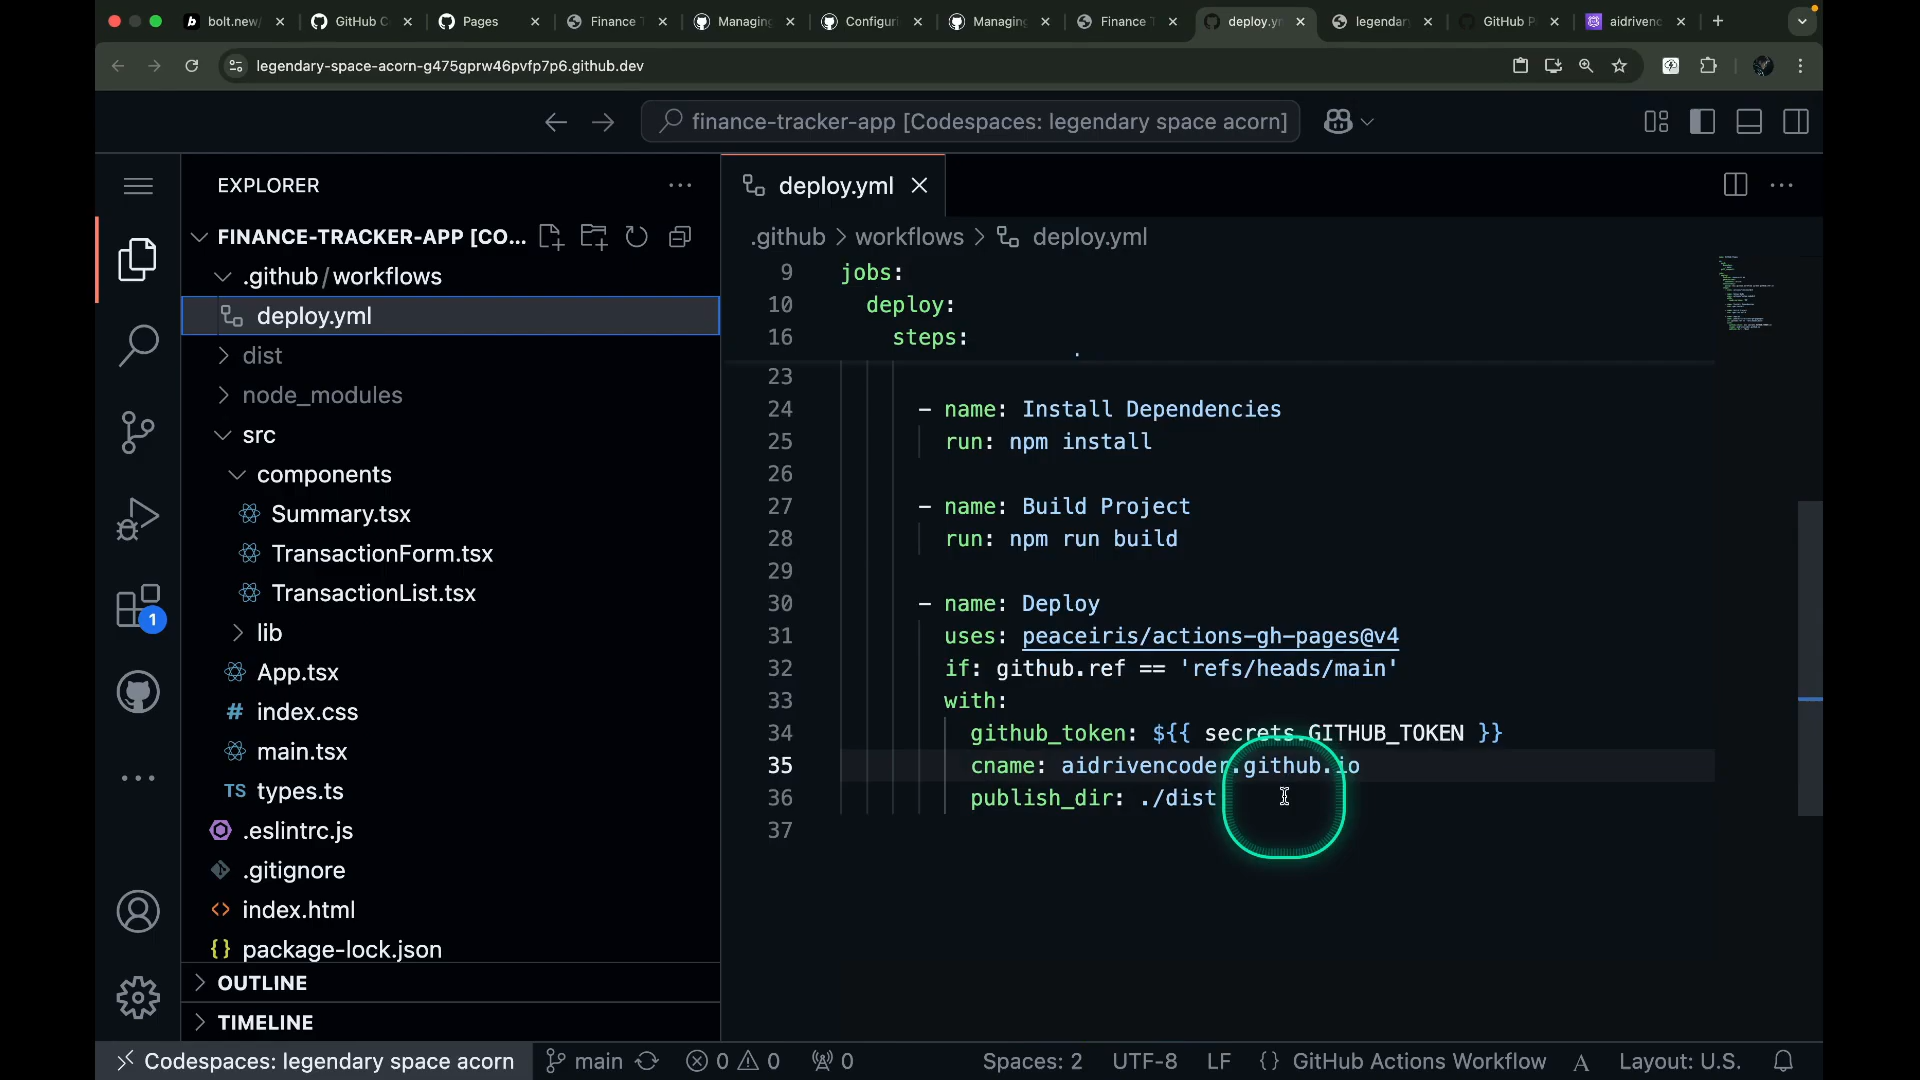 bolt.new/
GitHub C
Pages
Finance T
Managing
Configuri
Managing
Finance T
deploy.ym
legendary
GitHub P
aidrivenc
legendary-space-acorn-g475gprw46pvfp7p6.github.dev
finance-tracker-app [Codespaces: legendary space acorn]
EXPLORER
FINANCE-TRACKER-APP [CO...
.github/workflows
deploy.yml
dist
node_modules
src
components
Summary.tsx
TransactionForm.tsx
TransactionList.tsx
lib
App.tsx
# index.css
main.tsx
TS types.ts
.eslintrc.js
.gitignore
<> index.html
{} package-lock.json
OUTLINE
TIMELINE
1
deploy.yml
.github > workflows > deploy.yml
9 jobs:
10 deploy:
16 steps:
23
24 - name: Install Dependencies
25 run: npm install
26
27 - name: Build Project
28 run: npm run build
29
30 - name: Deploy
31 uses: peaceiris/actions-gh-pages@v4
32 if: github.ref == 'refs/heads/main'
33 with:
34 github_token: ${{ secrets.GITHUB_TOKEN }}
35 cname: aidrivencoder.github.io
36 publish_dir: ./dist
37
Codespaces: legendary space acorn
main
0
0
0
Spaces: 2
UTF-8
LF
{} GitHub Actions Workflow
A
Layout: U.S.